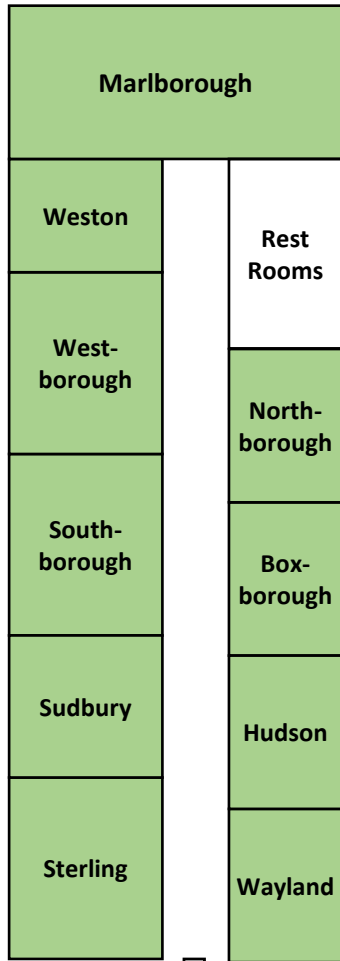 Marlborough
Weston
Rest
Rooms
West-
borough
North-
borough
South-
borough
Box-
borough
Sudbury
Hudson
Sterling
Wayland